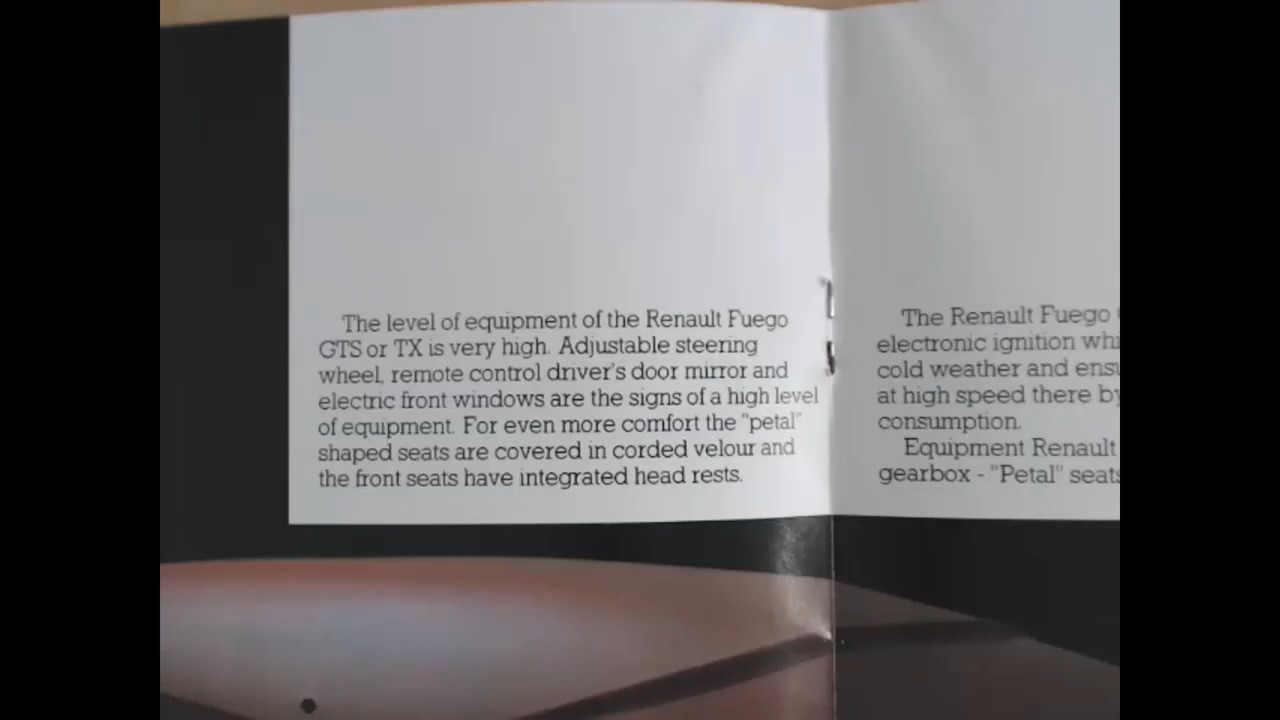 The level of equipment of the Renault Fuego
GTS or TX is very high. Adjustable steering
wheel, remote control driver's door mirror and
electric front windows are the signs of a high level
of equipment. For even more comfort the "petal"
shaped seats are covered in corded velour and
the front seats have integrated head rests.
The Renault Fuego
electronic ignition
cold weather and
at high speed there
consumption.
Equipment Renault
gearbox - "Petal" seats